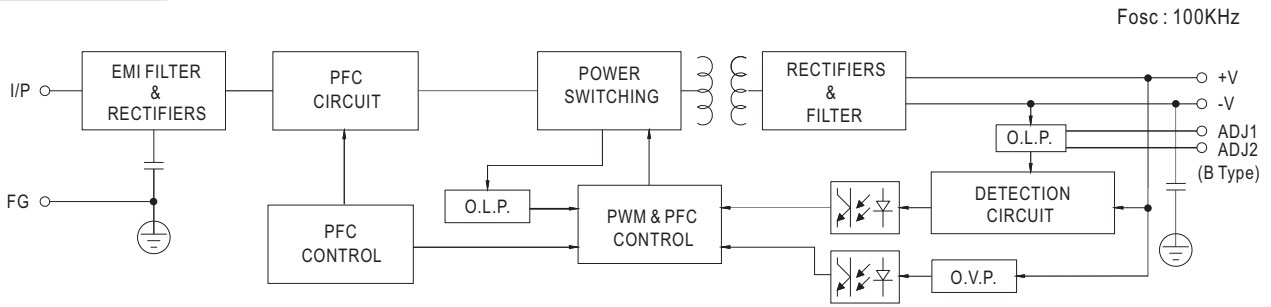 Fosc : 100KHz
I/P
EMI FILTER
&
RECTIFIERS
PFC
CIRCUIT
POWER
SWITCHING
RECTIFIERS
&
FILTER
+V
-V
O.L.P.
ADJ1
ADJ2
(B Type)
FG
O.L.P.
PFC
CONTROL
PWM & PFC
CONTROL
DETECTION
CIRCUIT
O.V.P.